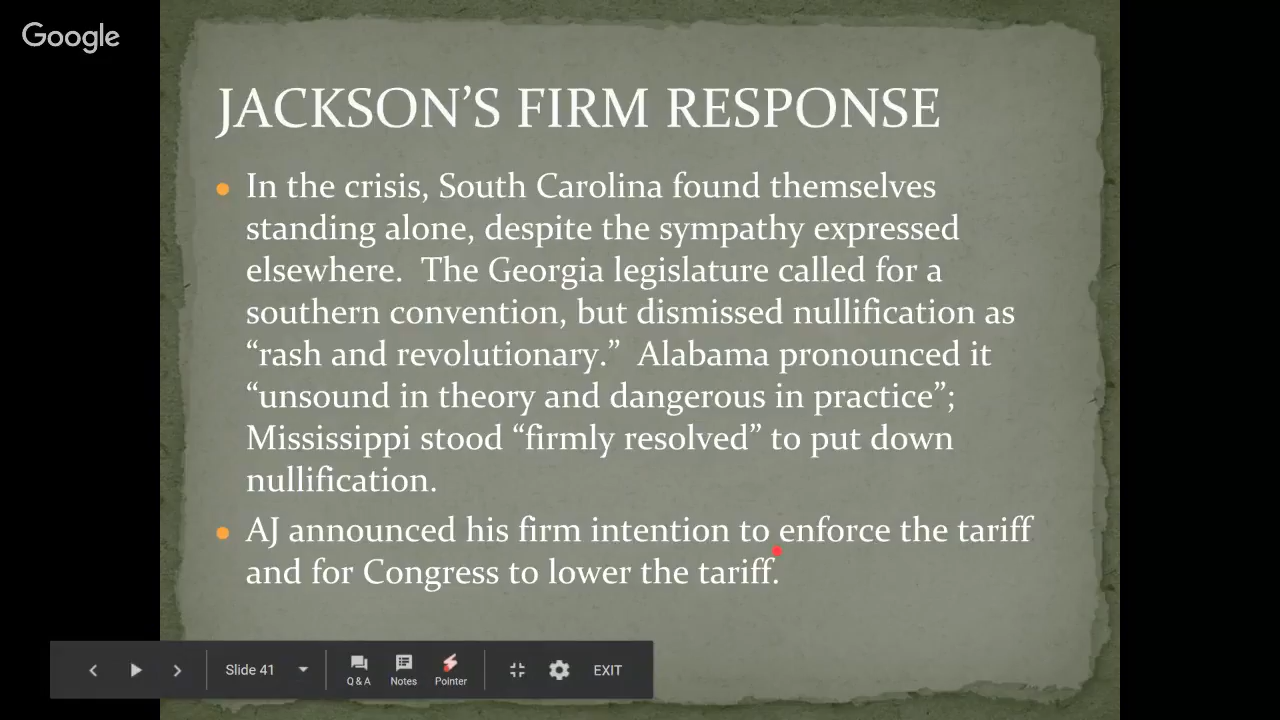 Google
JACKSON’S FIRM RESPONSE
In the crisis, South Carolina found themselves
standing alone, despite the sympathy expressed
elsewhere.  The Georgia legislature called for a
southern convention, but dismissed nullification as
“rash and revolutionary.”  Alabama pronounced it
“unsound in theory and dangerous in practice”;
Mississippi stood “firmly resolved” to put down
nullification.
AJ announced his firm intention to enforce the tariff
and for Congress to lower the tariff.
Slide 41
Q & A
Notes
Pointer
EXIT